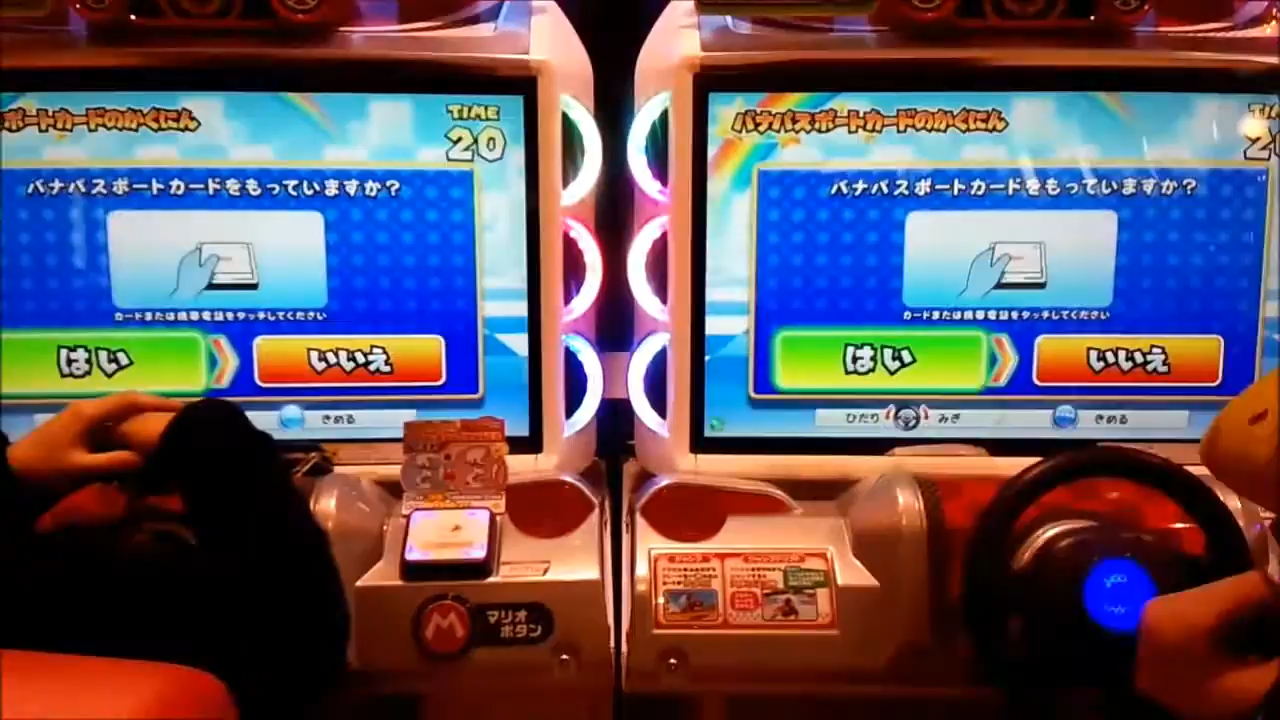 ポートカードのかくにん
TIME
20
バナパスポートカードをもっていますか?
カードまたは携帯電話をタッチしてください
はい
いいえ
きめる
マリオ
ボタン
バナパスポートカードのかくにん
バナパスポートカードをもっていますか?
カードまたは携帯電話をタッチしてください
はい
いいえ
ひだり みぎ きめる